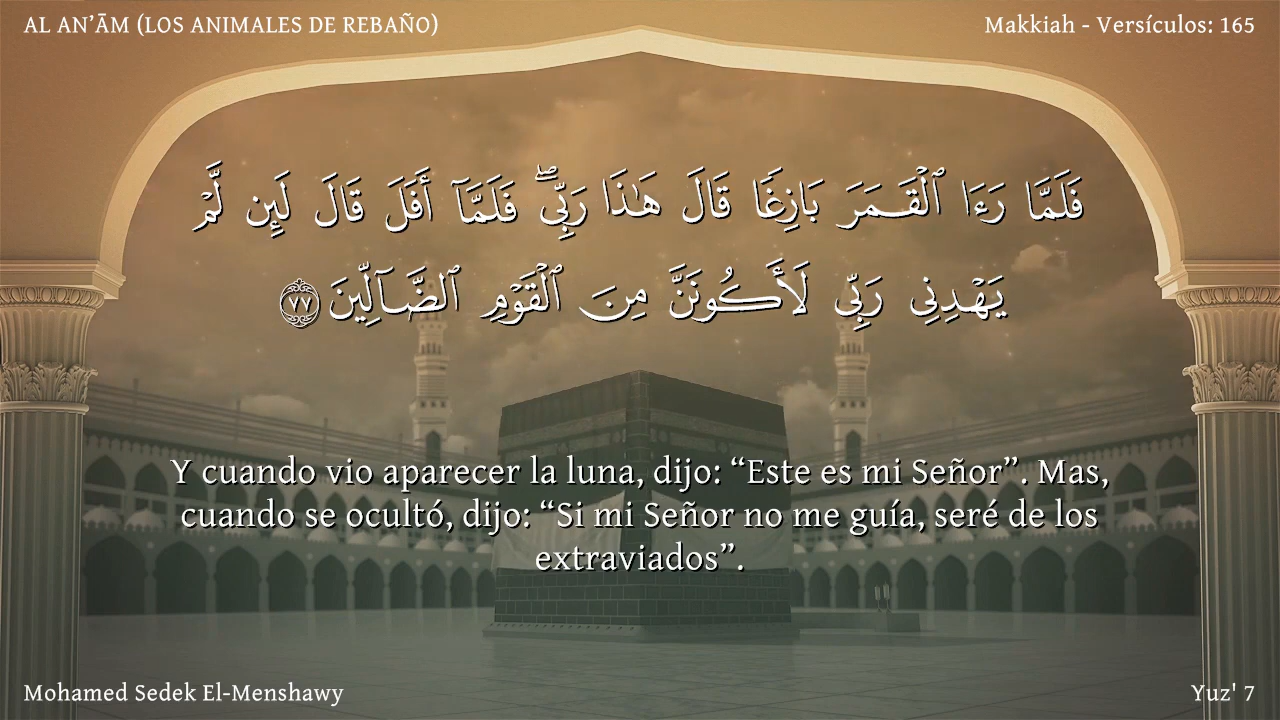 AL AN’ĀM (LOS ANIMALES DE REBAÑO)
Makkiah - Versículos: 165
فَلَمَّا رَءَا ٱلْقَمَرَ بَازِغًا قَالَ هَٰذَا رَبِّي ۖ فَلَمَّآ أَفَلَ قَالَ لَئِن لَّمْ
يَهْدِنِى رَبِّى لَأَكُونَنَّ مِنَ ٱلْقَوْمِ ٱلضَّآلِّينَ ٧٧
Y cuando vio aparecer la luna, dijo: “Este es mi Señor”. Mas,
cuando se ocultó, dijo: “Si mi Señor no me guía, seré de los
extraviados”.
Mohamed Sedek El-Menshawy
Yuz' 7